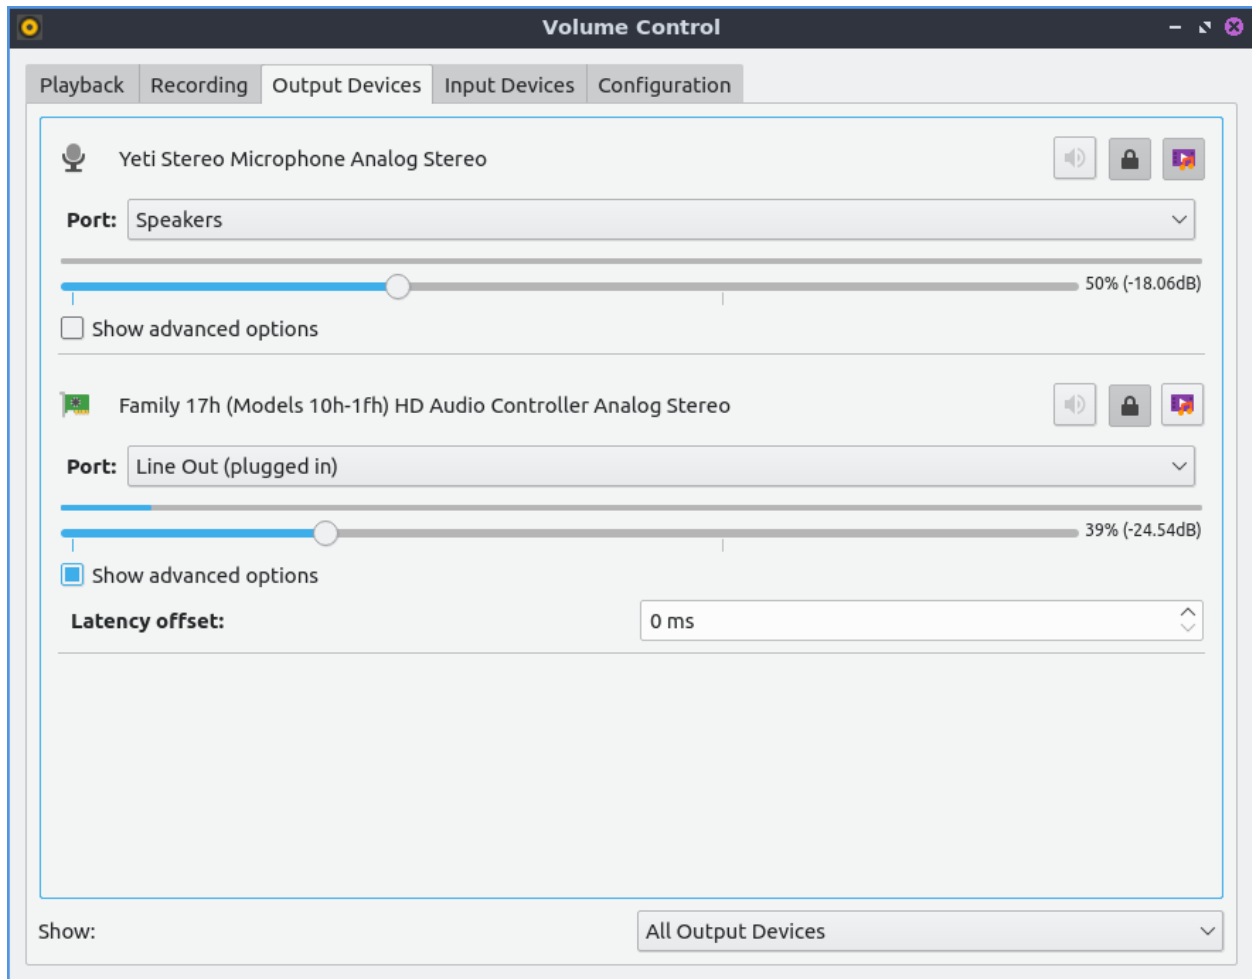 Volume Control
Playback Recording Output Devices Input Devices Configuration
Yeti Stereo Microphone Analog Stereo
Port: Speakers
50% (-18.06dB)
Show advanced options
Family 17h (Models 10h-1fh) HD Audio Controller Analog Stereo
Port: Line Out (plugged in)
39% (-24.54dB)
Show advanced options
Latency offset: 0 ms
Show: All Output Devices